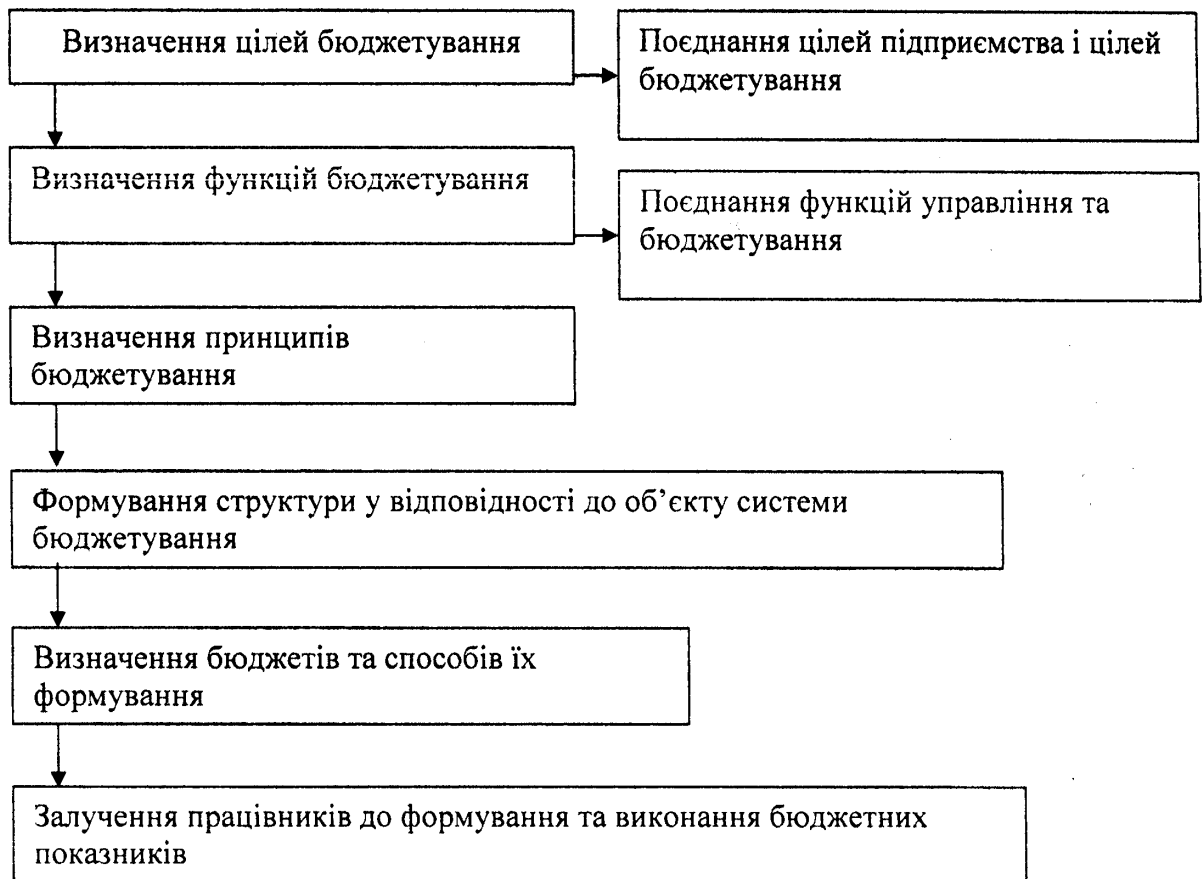 Визначення цілей бюджетування
Поєднання цілей підприємства і цілей
бюджетування
Визначення функцій бюджетування
Поєднання функцій управління та
бюджетування
Визначення принципів
бюджетування
Формування структури у відповідності до об’єкту системи
бюджетування
Визначення бюджетів та способів їх
формування
Залучення працівників до формування та виконання бюджетних
показників